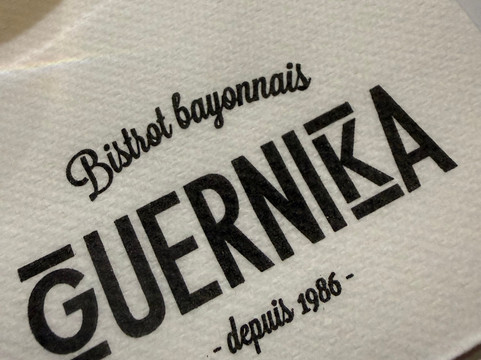 Bistrot bayonnais
GUERNIKA
- depuis 1986 -